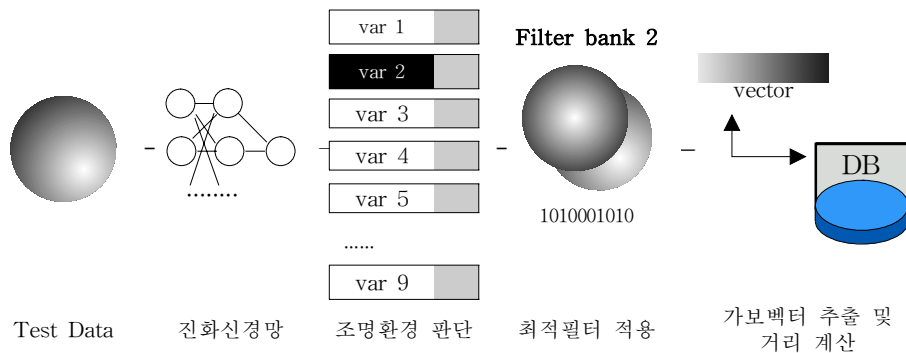 var 1
var 2
var 3
var 4
var 5
......
var 9
Filter bank 2
1010001010
vector
DB
........
Test Data
진화신경망
조명환경 판단
최적필터 적용
가보벡터 추출 및
거리 계산